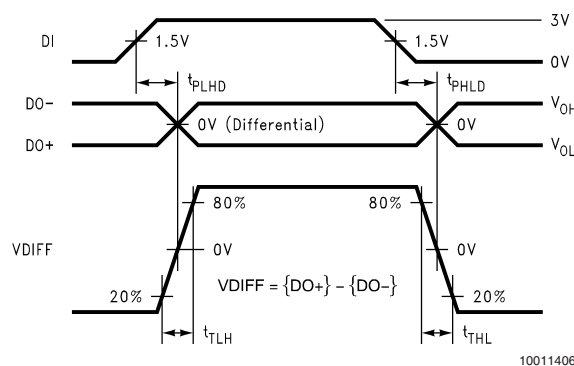 3V
DI
1.5V
1.5V
0V
tPLHD
tPHLD
DO-
0V (Differential)
0V
VOH
DO+
VOL
80%
80%
VDIFF
0V
0V
20%
VDIFF = {DO+} – {DO-}
20%
tTLH
tTHL
10011406